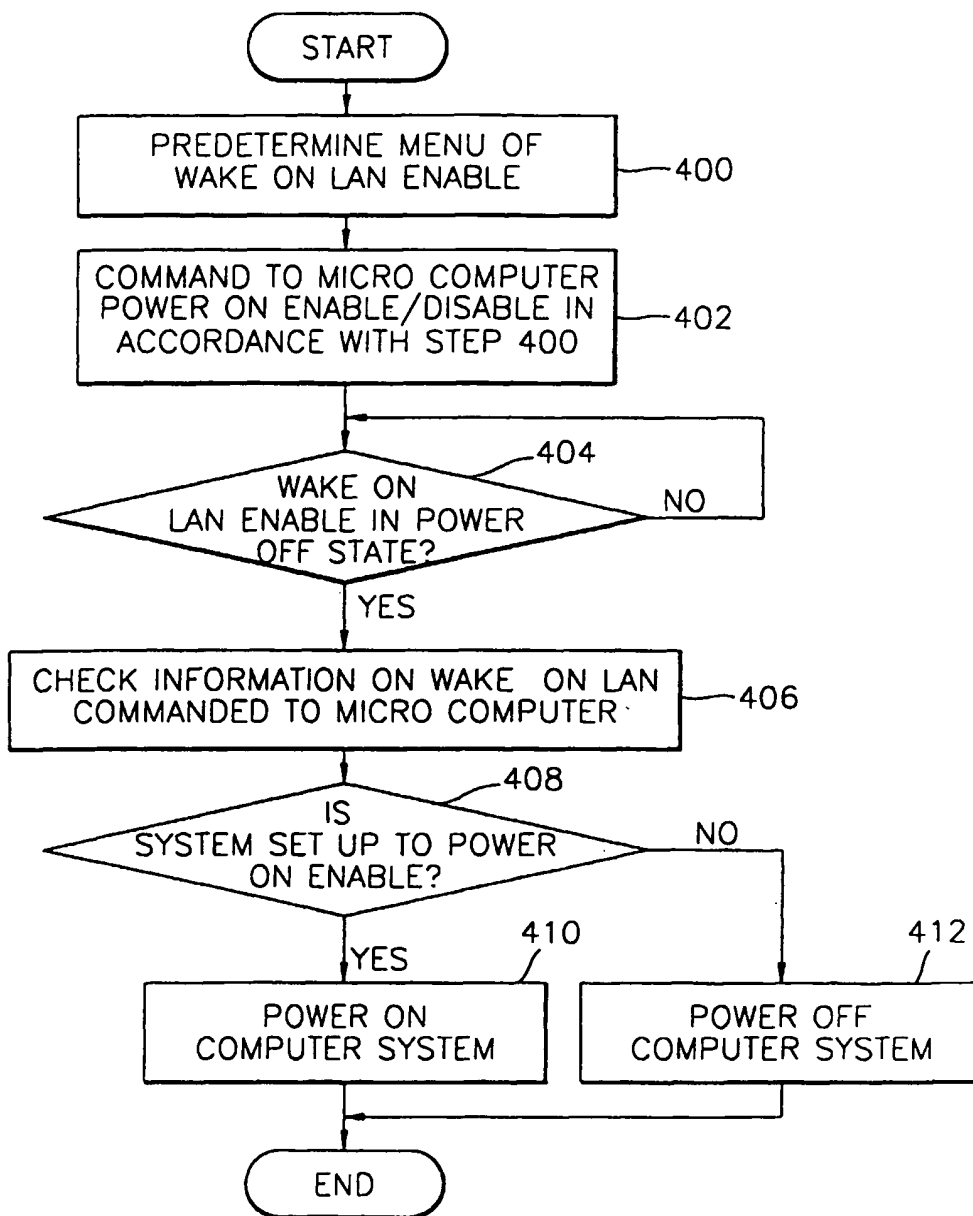 START
PREDETERMINE MENU OF
WAKE ON LAN ENABLE
400
COMMAND TO MICRO COMPUTER
POWER ON ENABLE/DISABLE IN
ACCORDANCE WITH STEP 400
402
404
WAKE ON
LAN ENABLE IN POWER
OFF STATE?
NO
YES
CHECK INFORMATION ON WAKE ON LAN
COMMANDED TO MICRO COMPUTER
406
408
IS
SYSTEM SET UP TO POWER
ON ENABLE?
NO
YES
410
POWER ON
COMPUTER SYSTEM
412
POWER OFF
COMPUTER SYSTEM
END